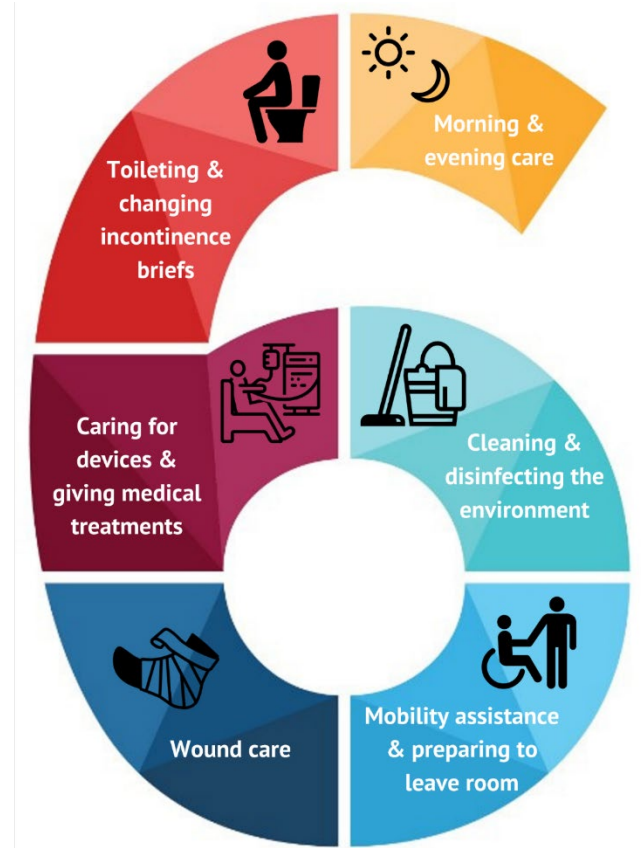 Morning &
evening care
Toileting &
changing
incontinence
briefs
Caring for
devices &
giving medical
treatments
Wound care
Mobility assistance
& preparing to
leave room
Cleaning &
disinfecting the
environment